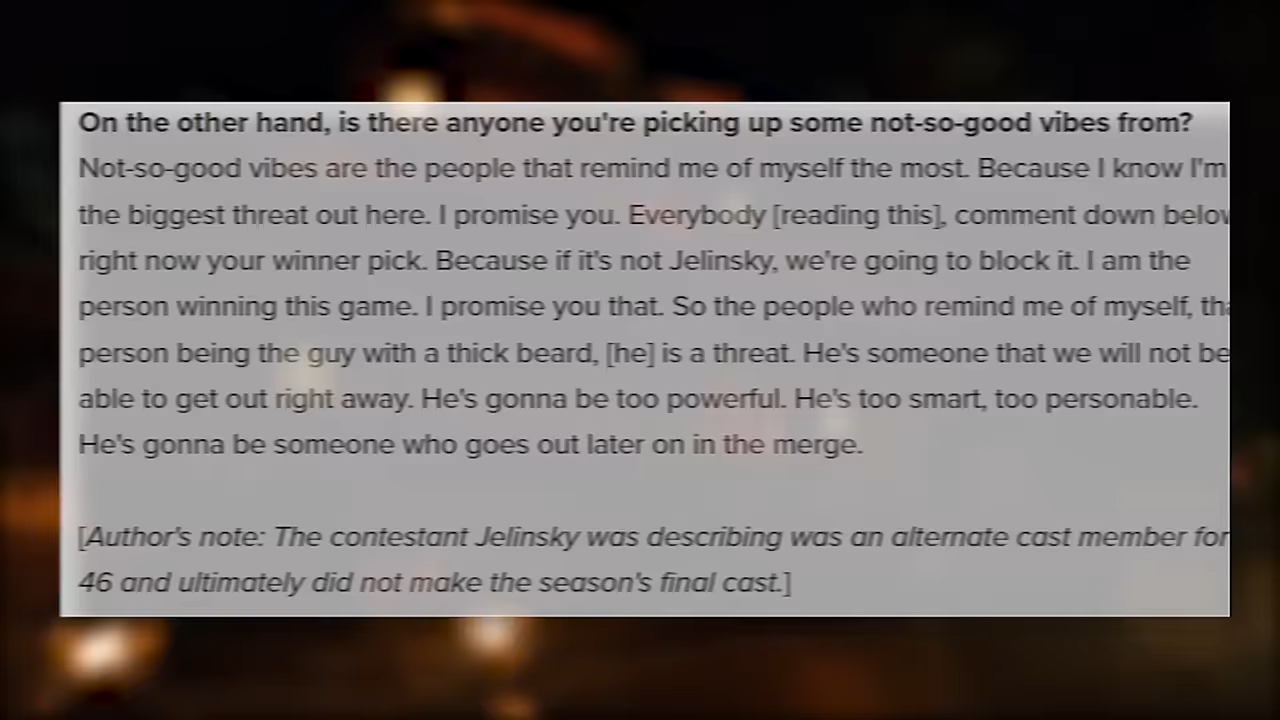 On the other hand, is there anyone you're picking up some not-so-good vibes from?
Not-so-good vibes are the people that remind me of myself the most. Because I know I'm
the biggest threat out here. I promise you. Everybody [reading this], comment down below
right now your winner pick. Because if it's not Jelinsky, we're going to block it. I am the
person winning this game. I promise you that. So the people who remind me of myself, tha
person being the guy with a thick beard, [he] is a threat. He's someone that we will not be
able to get out right away. He's gonna be too powerful. He's too smart, too personable.
He's gonna be someone who goes out later on in the merge.
[Author's note: The contestant Jelinsky was describing was an alternate cast member for
46 and ultimately did not make the season's final cast.]